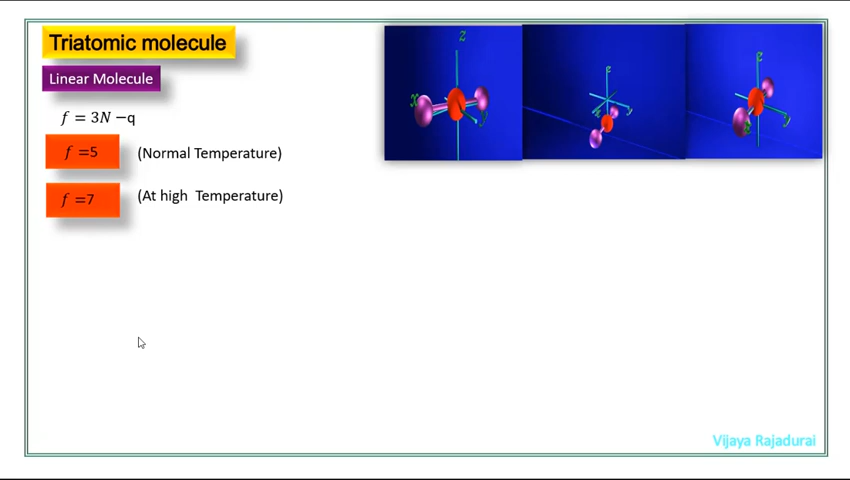 Triatomic molecule
Linear Molecule
f = 3N −q
f =5 (Normal Temperature)
f =7 (At high Temperature)
z
x
z
z
Vijaya Rajadurai